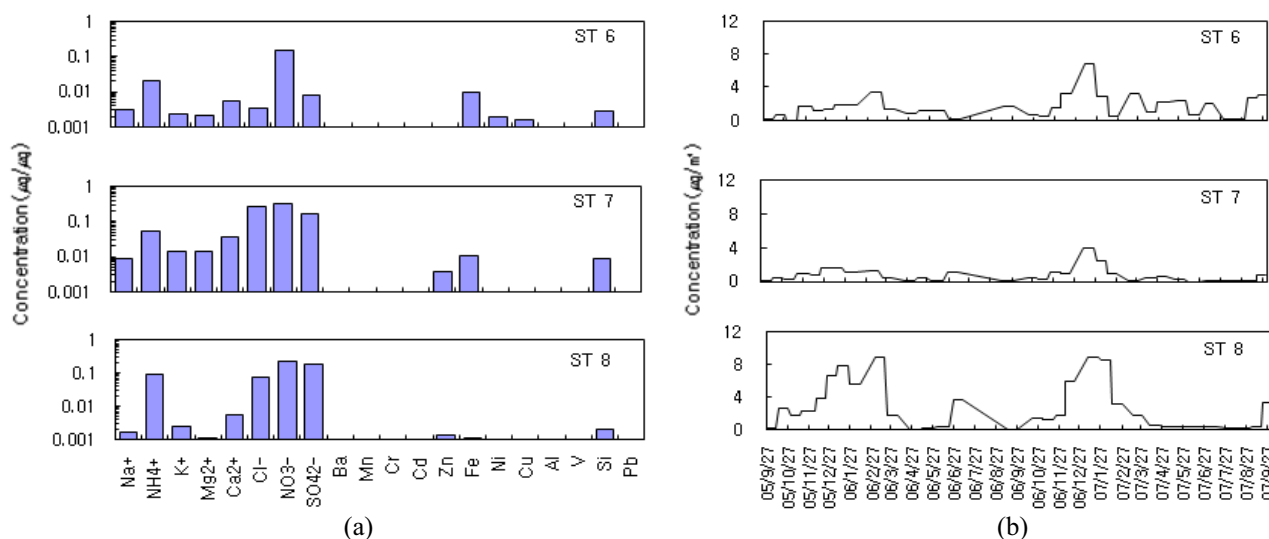 Concentration(㎍/㎍)
1
0.1
0.01
0.001
ST 6
1
0.1
0.01
0.001
ST 7
1
0.1
0.01
0.001
ST 8
Na+
NH4+
K+
Mg2+
Ca2+
Cl-
NO3-
SO42-
Ba
Mn
Cr
Cd
Zn
Fe
Ni
Cu
Al
V
Si
Pb
(a)
Concentration(㎍/㎥)
12
8
4
0
ST 6
12
8
4
0
ST 7
12
8
4
0
ST 8
05/9/27
05/10/27
05/11/27
05/12/27
06/1/27
06/2/27
06/3/27
06/4/27
06/5/27
06/6/27
06/7/27
06/8/27
06/9/27
06/10/27
06/11/27
06/12/27
07/1/27
07/2/27
07/3/27
07/4/27
07/5/27
07/6/27
07/7/27
07/8/27
07/9/27
(b)